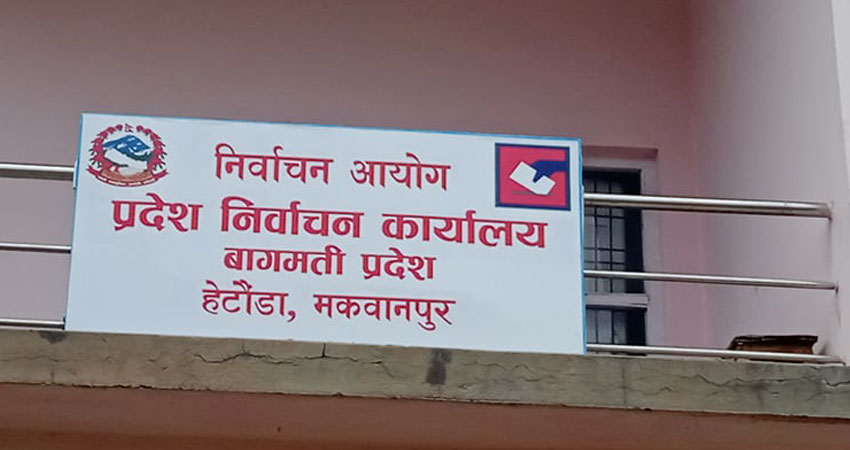 निर्वाचन आयोग
प्रदेश निर्वाचन कार्यालय
बागमती प्रदेश
हेटौंडा, मकवानपुर